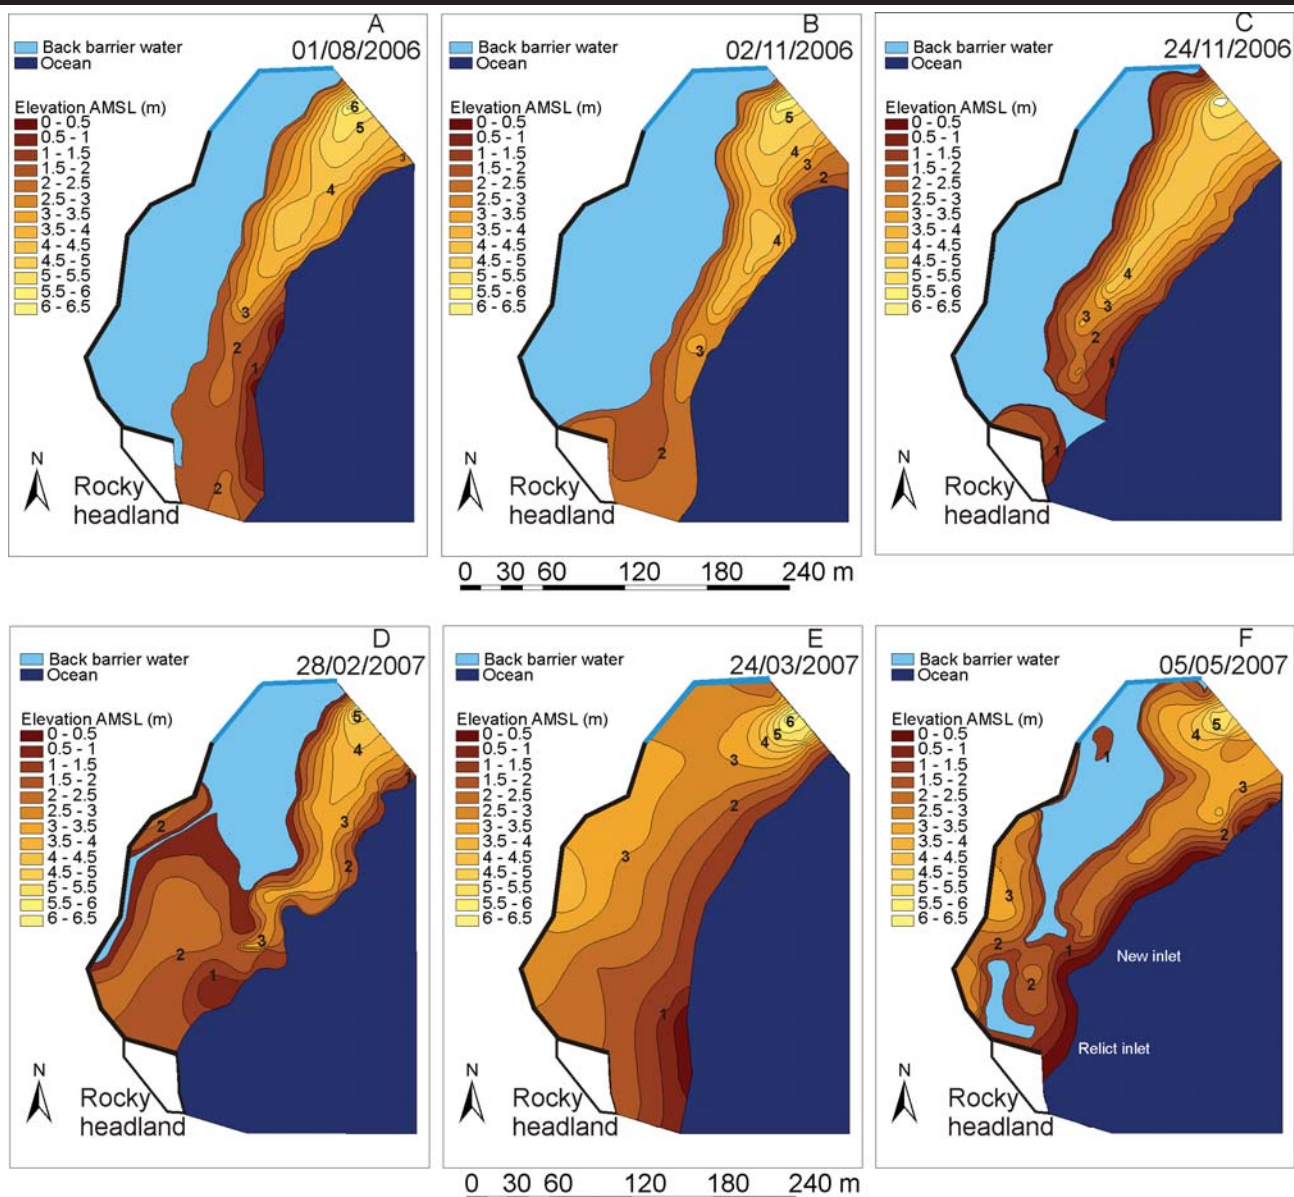 A
01/08/2006
Back barrier water
Ocean
Elevation AMSL (m)
0 - 0.5
0.5 - 1
1 - 1.5
1.5 - 2
2 - 2.5
2.5 - 3
3 - 3.5
3.5 - 4
4 - 4.5
4.5 - 5
5 - 5.5
5.5 - 6
6 - 6.5
6
5
3
4
3
2
1
2
N
Rocky
headland
B
02/11/2006
Back barrier water
Ocean
Elevation AMSL (m)
0 - 0.5
0.5 - 1
1 - 1.5
1.5 - 2
2 - 2.5
2.5 - 3
3 - 3.5
3.5 - 4
4 - 4.5
4.5 - 5
5 - 5.5
5.5 - 6
6 - 6.5
5
4
3
2
4
3
2
N
Rocky
headland
C
24/11/2006
Back barrier water
Ocean
Elevation AMSL (m)
0 - 0.5
0.5 - 1
1 - 1.5
1.5 - 2
2 - 2.5
2.5 - 3
3 - 3.5
3.5 - 4
4 - 4.5
4.5 - 5
5 - 5.5
5.5 - 6
6 - 6.5
4
3
3
2
1
1
N
Rocky
headland
0 30 60 120 180 240 m
D
28/02/2007
Back barrier water
Ocean
Elevation AMSL (m)
0 - 0.5
0.5 - 1
1 - 1.5
1.5 - 2
2 - 2.5
2.5 - 3
3 - 3.5
3.5 - 4
4 - 4.5
4.5 - 5
5 - 5.5
5.5 - 6
6 - 6.5
5
4
1
3
2
2
3
2
1
N
Rocky
headland
E
24/03/2007
Back barrier water
Ocean
Elevation AMSL (m)
0 - 0.5
0.5 - 1
1 - 1.5
1.5 - 2
2 - 2.5
2.5 - 3
3 - 3.5
3.5 - 4
4 - 4.5
4.5 - 5
5 - 5.5
5.5 - 6
6 - 6.5
6
5
4
3
2
3
1
N
Rocky
headland
F
05/05/2007
Back barrier water
Ocean
Elevation AMSL (m)
0 - 0.5
0.5 - 1
1 - 1.5
1.5 - 2
2 - 2.5
2.5 - 3
3 - 3.5
3.5 - 4
4 - 4.5
4.5 - 5
5 - 5.5
5.5 - 6
6 - 6.5
5
4
1
3
2
3
2
1
New inlet
2
Relict inlet
N
Rocky
headland
0 30 60 120 180 240 m